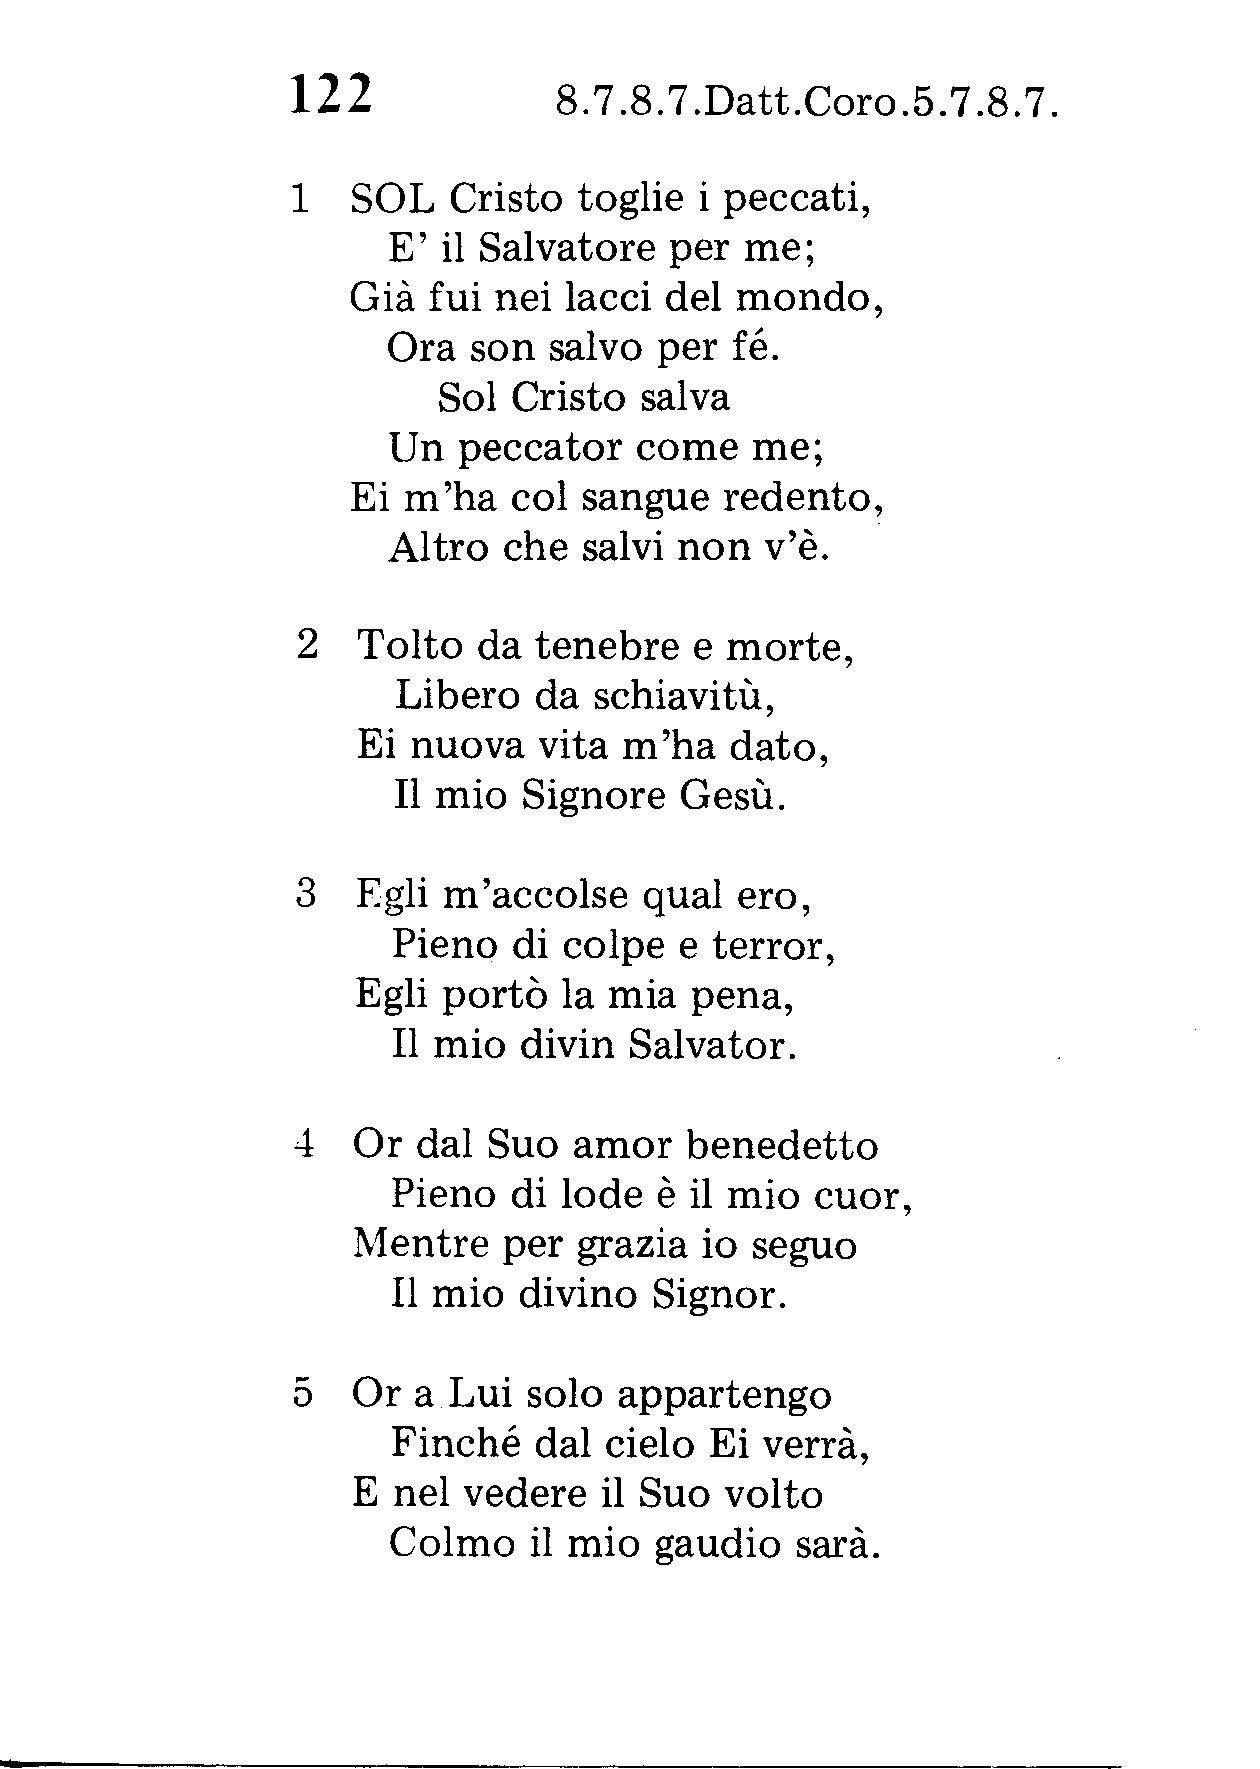 122 8.7.8.7.Datt.Coro.5.7.8.7.
1 SOL Cristo toglie i peccati,
E' il Salvatore per me;
Già fui nei lacci del mondo,
Ora son salvo per fé.
Sol Cristo salva
Un peccator come me;
Ei m'ha col sangue redento,
Altro che salvi non v'è.
2 Tolto da tenebre e morte,
Libero da schiavitù,
Ei nuova vita m'ha dato,
Il mio Signore Gesù.
3 Egli m'accolse qual ero,
Pieno di colpe e terror,
Egli portò la mia pena,
Il mio divin Salvator.
4 Or dal Suo amor benedetto
Pieno di lode è il mio cuor,
Mentre per grazia io seguo
Il mio divino Signor.
5 Or a Lui solo appartengo
Finché dal cielo Ei verrà,
E nel vedere il Suo volto
Colmo il mio gaudio sarà.